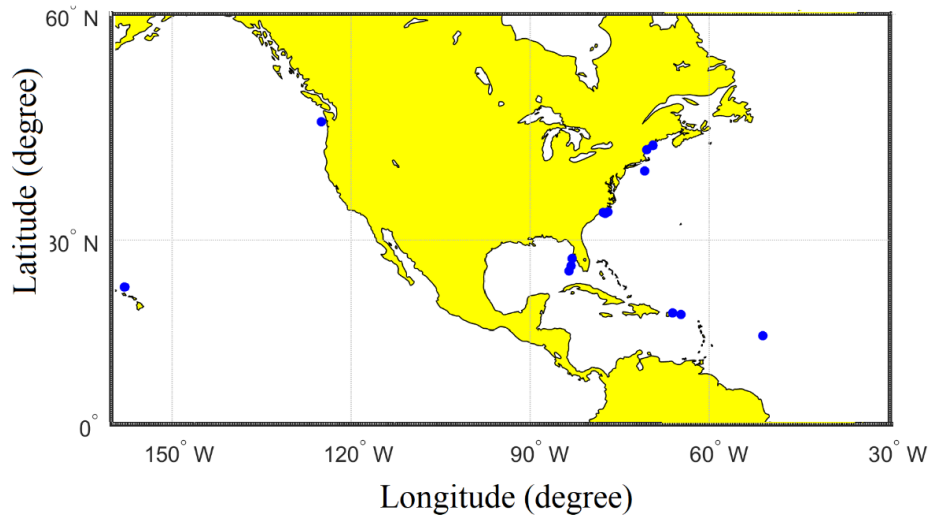 60° N
30° N
0°
Latitude (degree)
150° W
120° W
90° W
60° W
30° W
Longitude (degree)